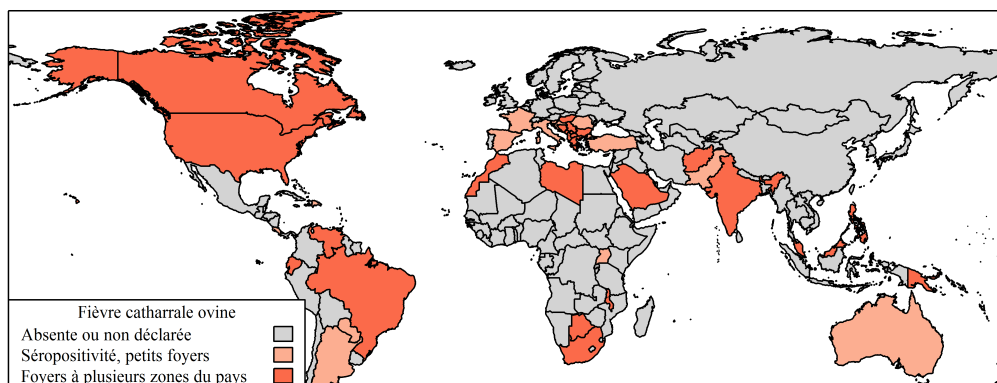 Fièvre catharrale ovine
Absente ou non déclarée
Séropositivité, petits foyers
Foyers à plusieurs zones du pays